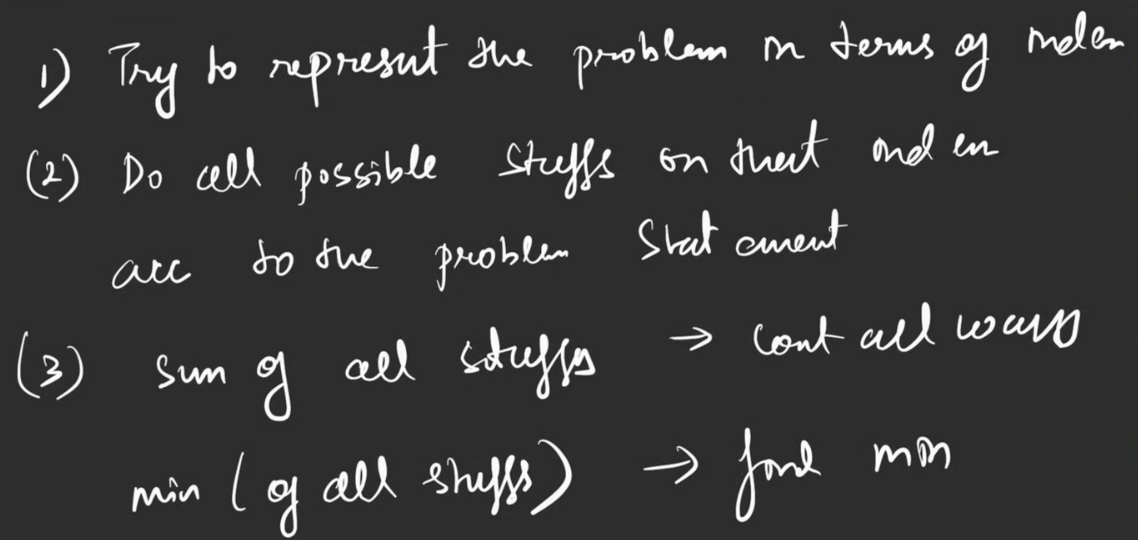 1) Try to represent the problem in terms of index
(2) Do all possible stuffs on that index
acc to the problem statement
(3) sum of all stuffs → count all ways
min (of all stuffs) → find min